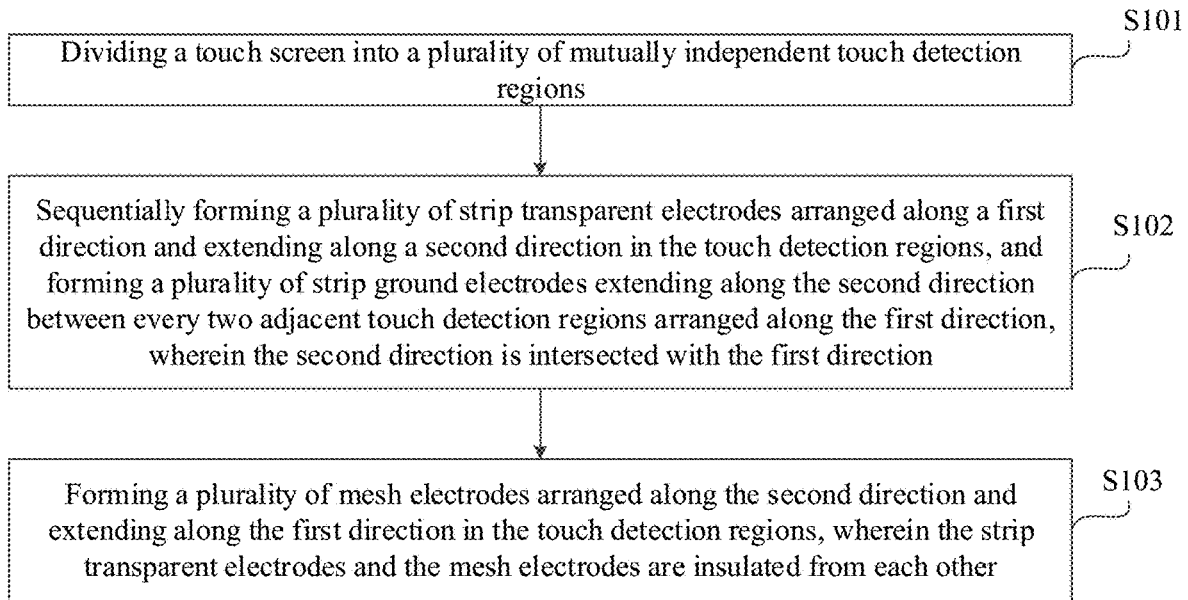 S101
Dividing a touch screen into a plurality of mutually independent touch detection
regions
Sequentially forming a plurality of strip transparent electrodes arranged along a first
direction and extending along a second direction in the touch detection regions, and
forming a plurality of strip ground electrodes extending along the second direction
between every two adjacent touch detection regions arranged along the first direction,
wherein the second direction is intersected with the first direction
S102
Forming a plurality of mesh electrodes arranged along the second direction and
extending along the first direction in the touch detection regions, wherein the strip
transparent electrodes and the mesh electrodes are insulated from each other
S103